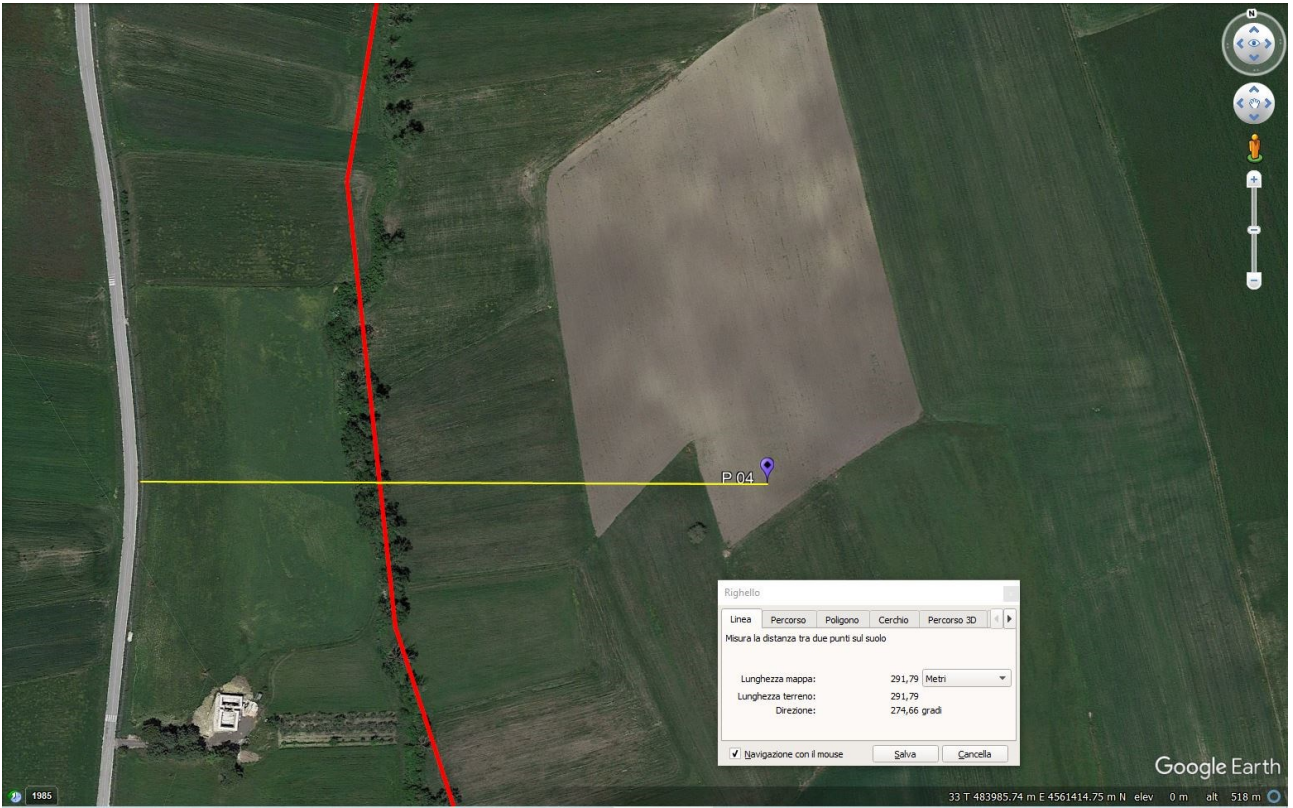 N
P 04
Righello
Linea Percorso Poligono Cerchio Percorso 3D
Misura la distanza tra due punti sul suolo
Lunghezza mappa: 291,79 Metri
Lunghezza terreno: 291,79
Direzione: 274,66 gradi
Navigazione con il mouse Salva Cancella
Google Earth
1985 33 T 483985.74 m E 4561414.75 m N elev 0 m alt 518 m